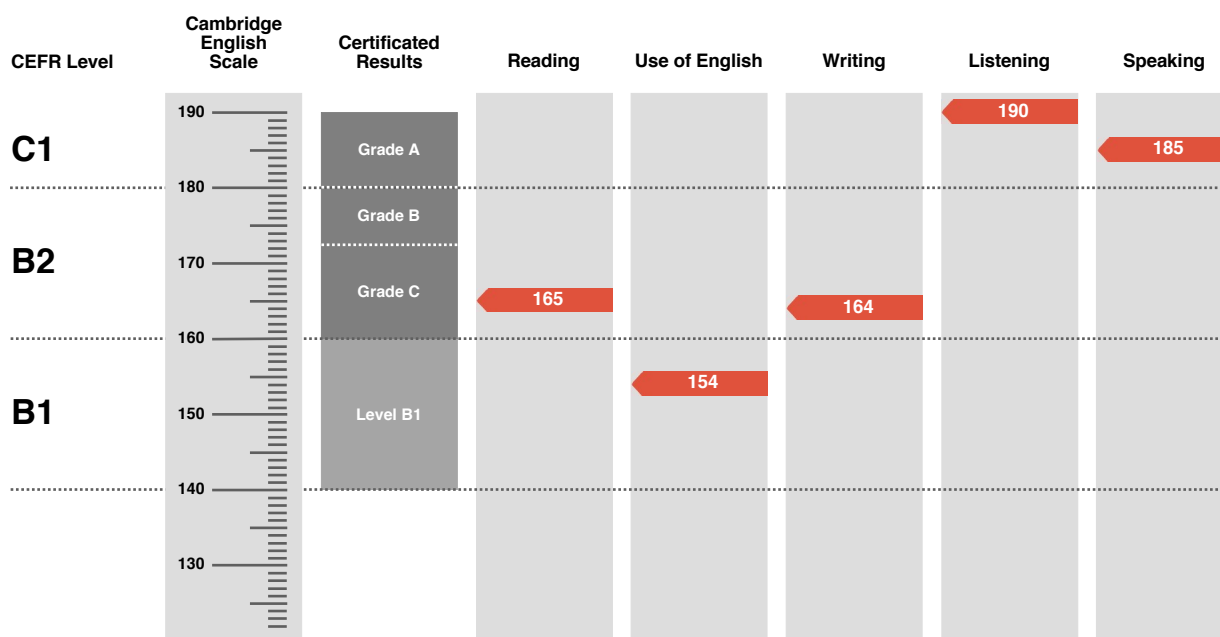 CEFR Level
Cambridge
English
Scale
Certificated
Results
Reading
Use of English
Writing
Listening
Speaking
C1
B2
B1
190
180
170
160
150
140
130
Grade A
Grade B
Grade C
Level B1
165
154
164
190
185